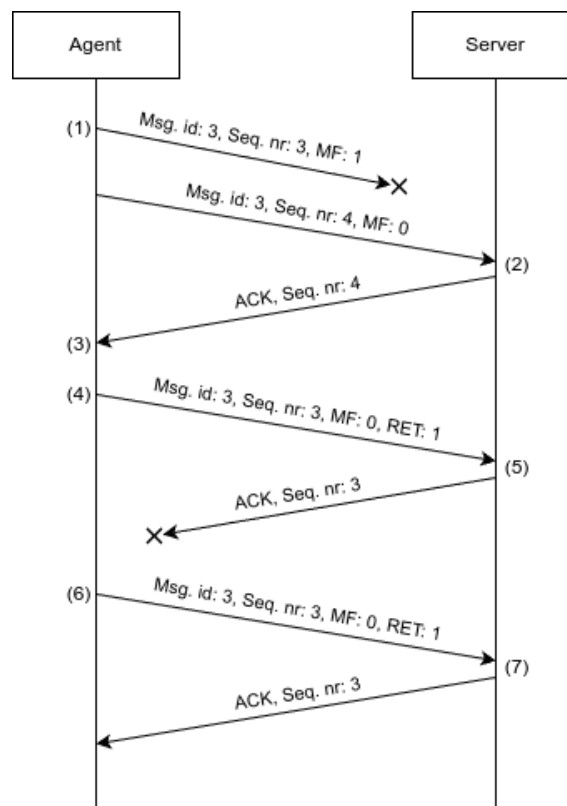 Agent
Server
(1)
Msg. id: 3, Seq. nr: 3, MF: 1
Msg. id: 3, Seq. nr: 4, MF: 0
(2)
ACK, Seq. nr: 4
(3)
(4)
Msg. id: 3, Seq. nr: 3, MF: 0, RET: 1
(5)
ACK, Seq. nr: 3
(6)
Msg. id: 3, Seq. nr: 3, MF: 0, RET: 1
(7)
ACK, Seq. nr: 3